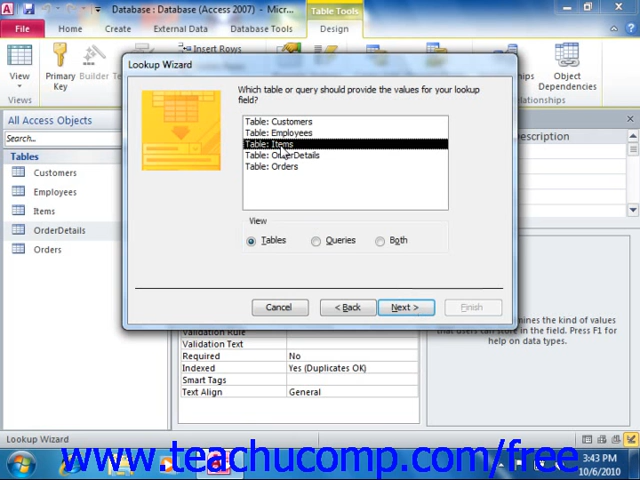 Database : Database (Access 2007) - Micr...
Table Tools
File
Home
Create
External Data
Database Tools
Design
View
Primary
Key
Builder
Insert Rows
Object
Dependencies
Views
All Access Objects
Search...
Tables
Customers
Employees
Items
OrderDetails
Orders
Lookup Wizard
Which table or query should provide the values for your lookup
field?
Table: Customers
Table: Employees
Table: Items
Table: OrderDetails
Table: Orders
View
Tables
Queries
Both
Cancel
< Back
Next >
Finish
Validation Rule
Validation Text
Required No
Indexed Yes (Duplicates OK)
Smart Tags
Text Align General
the kind of values
that users can store in the field. Press F1 for
help on data types.
Lookup Wizard
www.teachucomp.com/free
3:43 PM
10/6/2010